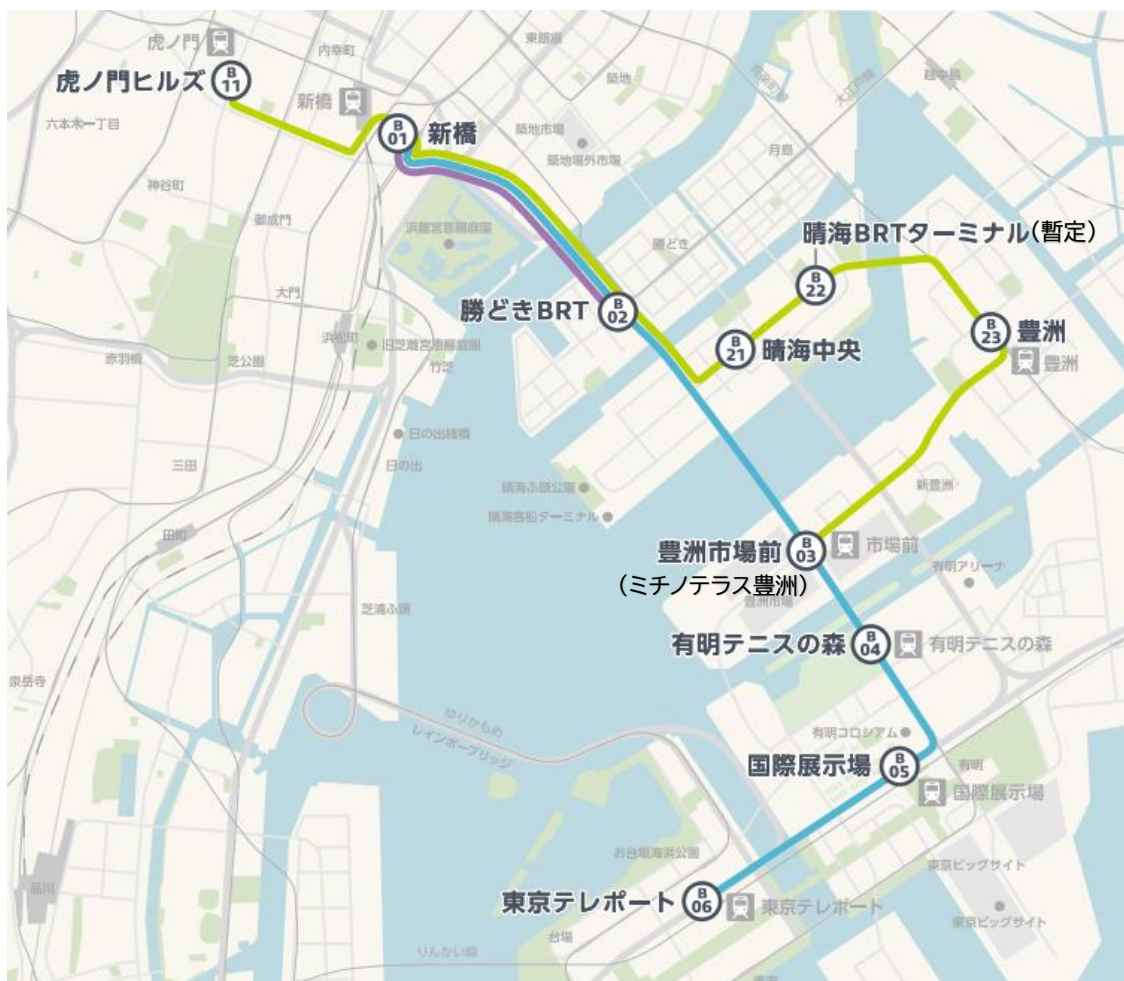 虎ノ門
内幸町
東銀座
虎ノ門ヒルズ
B
11
新橋
築地
大江戸線
越中島
六本木一丁目
B
01
新橋
築地市場
築地場外市場
月島
神谷町
御成門
浜離宮恩賜庭園
勝どき
晴海BRTターミナル(暫定)
B
22
大門
勝どきBRT
B
02
B
23
豊洲
浜松町
旧芝離宮恩賜庭園
B
21
晴海中央
豊洲
赤羽橋
芝公園
竹芝
日の出桟橋
三田
日の出
晴海ふ頭公園
新豊洲
晴海客船ターミナル
田町
豊洲市場前
B
03
市場前
(ミチノテラス豊洲)
豊洲市場
有明アリーナ
芝浦ふ頭
有明テニスの森
B
04
有明テニスの森
泉岳寺
ゆりかもめ
レインボーブリッジ
有明コロシアム
国際展示場
B
05
有明
国際展示場
お台場海浜公園
東京ビッグサイト
品川
東京テレポート
B
06
東京テレポート
東京ビッグサイト
台場
りんかい線